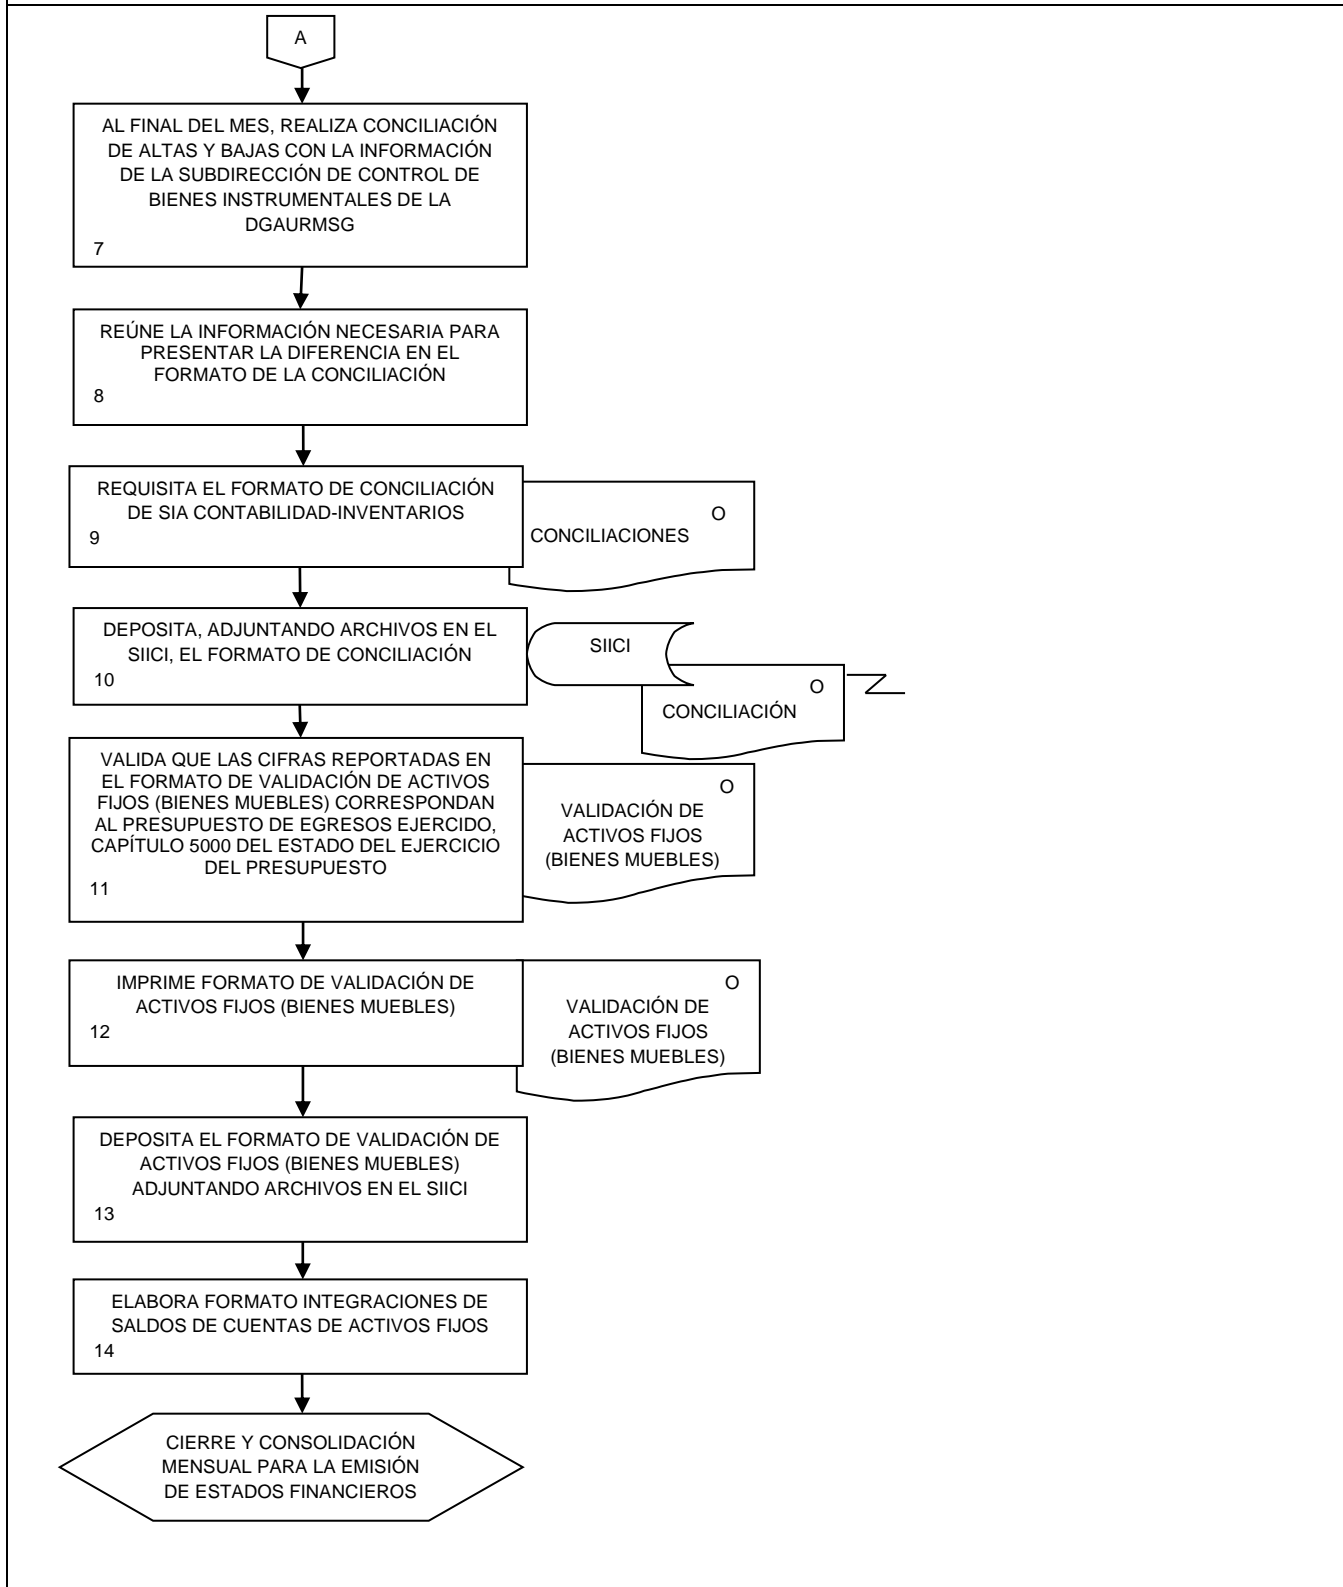 A
AL FINAL DEL MES, REALIZA CONCILIACIÓN
DE ALTAS Y BAJAS CON LA INFORMACIÓN
DE LA SUBDIRECCIÓN DE CONTROL DE
BIENES INSTRUMENTALES DE LA
DGAURMSG
7
REÚNE LA INFORMACIÓN NECESARIA PARA
PRESENTAR LA DIFERENCIA EN EL
FORMATO DE LA CONCILIACIÓN
8
REQUISITA EL FORMATO DE CONCILIACIÓN
DE SIA CONTABILIDAD-INVENTARIOS
9
O
CONCILIACIONES
DEPOSITA, ADJUNTANDO ARCHIVOS EN EL
SIICI, EL FORMATO DE CONCILIACIÓN
10
SIICI
O
CONCILIACIÓN
VALIDA QUE LAS CIFRAS REPORTADAS EN
EL FORMATO DE VALIDACIÓN DE ACTIVOS
FIJOS (BIENES MUEBLES) CORRESPONDAN
AL PRESUPUESTO DE EGRESOS EJERCIDO,
CAPÍTULO 5000 DEL ESTADO DEL EJERCICIO
DEL PRESUPUESTO
11
O
VALIDACIÓN DE
ACTIVOS FIJOS
(BIENES MUEBLES)
IMPRIME FORMATO DE VALIDACIÓN DE
ACTIVOS FIJOS (BIENES MUEBLES)
12
O
VALIDACIÓN DE
ACTIVOS FIJOS
(BIENES MUEBLES)
DEPOSITA EL FORMATO DE VALIDACIÓN DE
ACTIVOS FIJOS (BIENES MUEBLES)
ADJUNTANDO ARCHIVOS EN EL SIICI
13
ELABORA FORMATO INTEGRACIONES DE
SALDOS DE CUENTAS DE ACTIVOS FIJOS
14
CIERRE Y CONSOLIDACIÓN
MENSUAL PARA LA EMISIÓN
DE ESTADOS FINANCIEROS